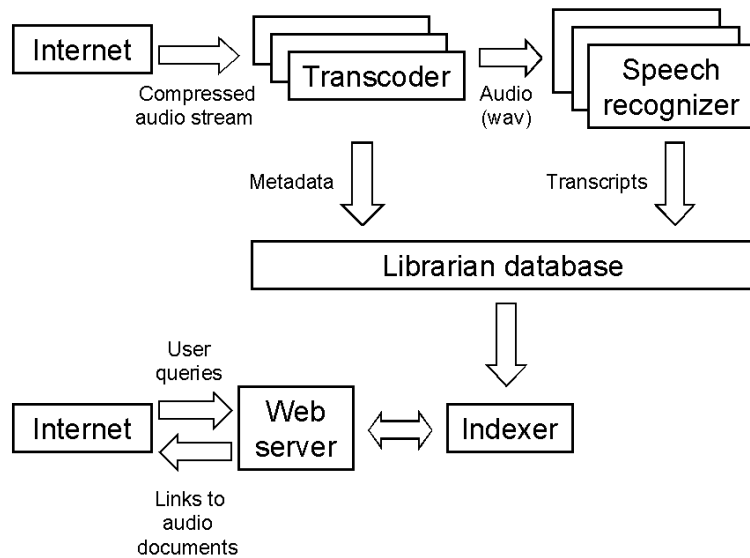 Internet
Compressed
audio stream
Transcoder
Audio
(wav)
Speech
recognizer
Metadata
Transcripts
Librarian database
User
queries
Internet
Web
server
Indexer
Links to
audio
documents